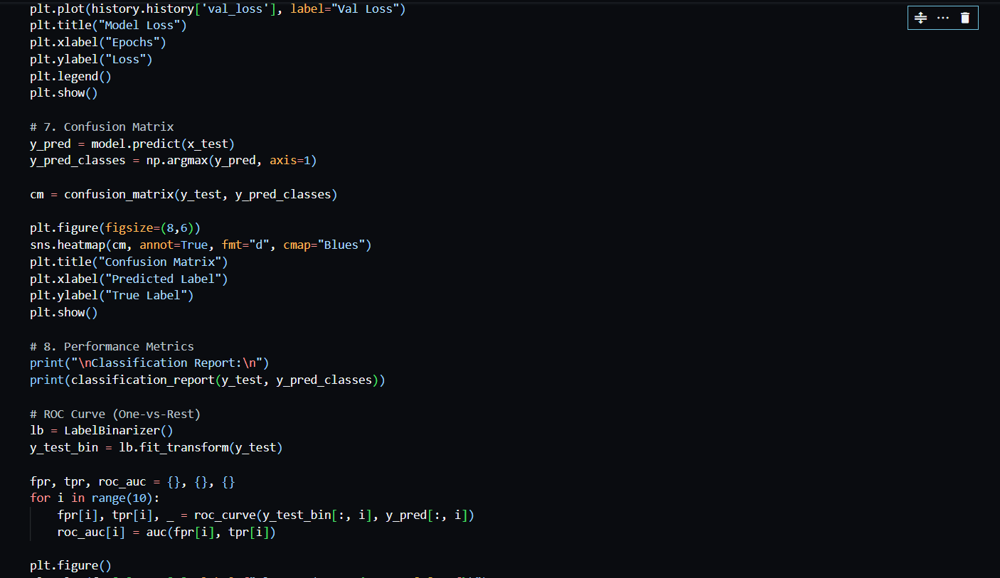 plt.plot(history.history['val_loss'], label="Val Loss")
plt.title("Model Loss")
plt.xlabel("Epochs")
plt.ylabel("Loss")
plt.legend()
plt.show()
# 7. Confusion Matrix
y_pred = model.predict(x_test)
y_pred_classes = np.argmax(y_pred, axis=1)
cm = confusion_matrix(y_test, y_pred_classes)
plt.figure(figsize=(8,6))
sns.heatmap(cm, annot=True, fmt="d", cmap="Blues")
plt.title("Confusion Matrix")
plt.xlabel("Predicted Label")
plt.ylabel("True Label")
plt.show()
# 8. Performance Metrics
print("\nClassification Report:\n")
print(classification_report(y_test, y_pred_classes))
# ROC Curve (One-vs-Rest)
lb = LabelBinarizer()
y_test_bin = lb.fit_transform(y_test)
fpr, tpr, roc_auc = {}, {}, {}
for i in range(10):
    fpr[i], tpr[i], _ = roc_curve(y_test_bin[:, i], y_pred[:, i])
    roc_auc[i] = auc(fpr[i], tpr[i])
plt.figure()